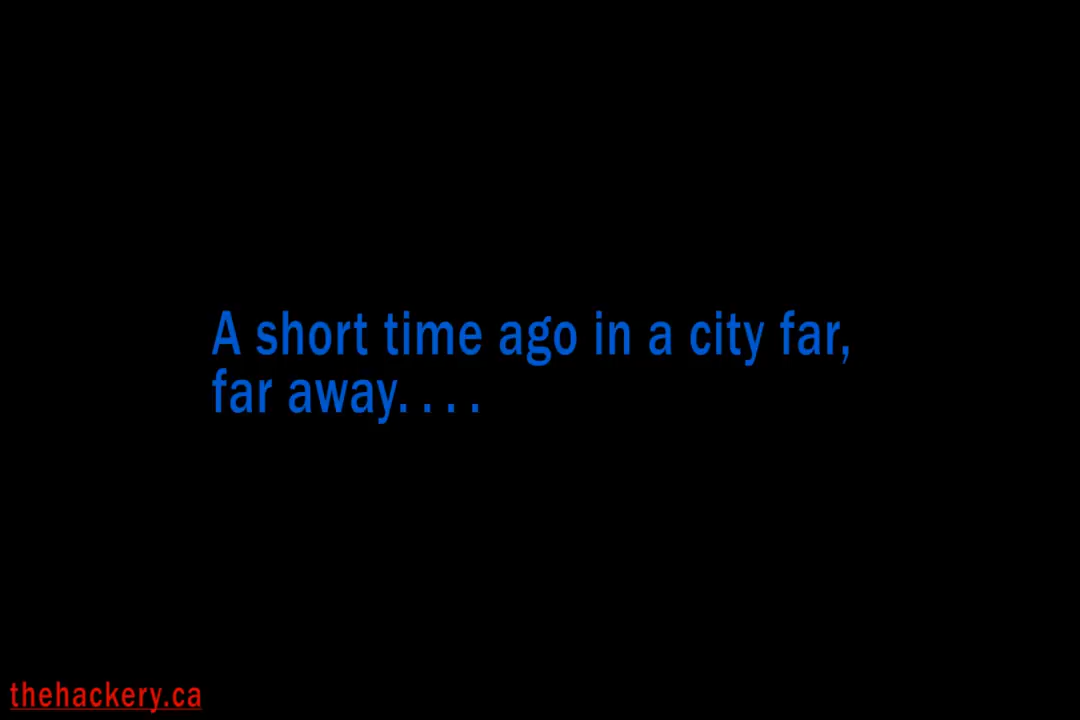 A short time ago in a city far,
far away. . . .
thehackery.ca